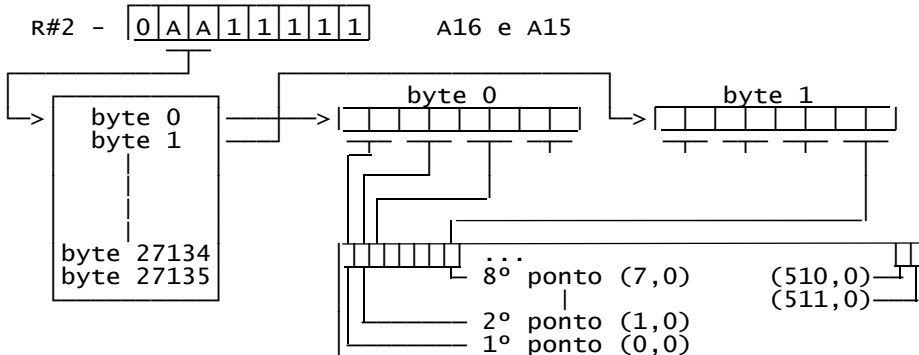 R#2 - 0 A A 1 1 1 1 1 A16 e A15
byte 0 byte 1
byte 0
byte 1
byte 27134
byte 27135
...
8º ponto (7,0) (510,0)
(511,0)
2º ponto (1,0)
1º ponto (0,0)